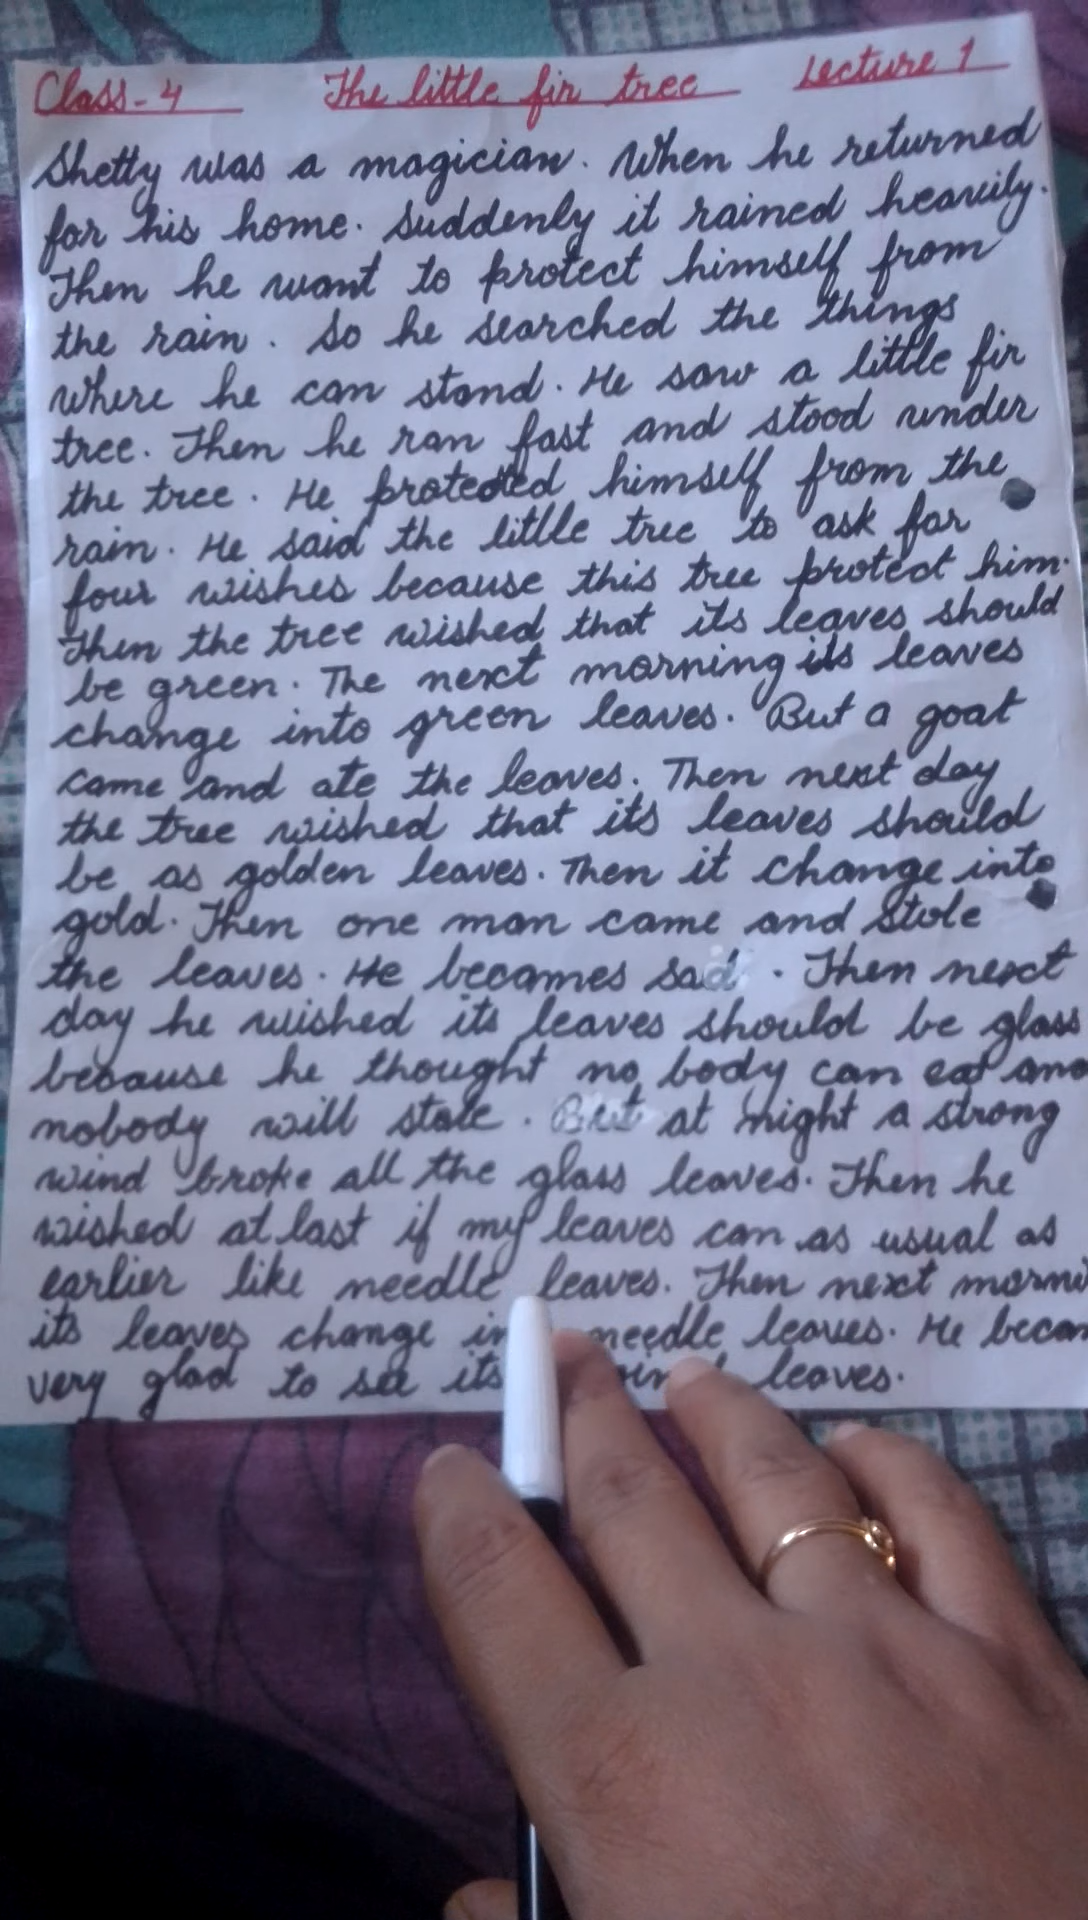 Class-4 The little fir tree Lecture 1
Shetty was a magician. When he returned
for his home. Suddenly it rained heavily.
Then he want to protect himself from
the rain. So he searched the things
where he can stand. He saw a little fir
tree. Then he ran fast and stood under
the tree. He protected himself from the
rain. He said the little tree to ask for
four wishes because this tree protect him.
Then the tree wished that its leaves should
be green. The next morning its leaves
change into green leaves. But a goat
came and ate the leaves. Then next day
the tree wished that its leaves should
be as golden leaves. Then it change into
gold. Then one man came and stole
the leaves. He becomes sad. Then next
day he wished its leaves should be glass
because he thought no body can eat and
nobody will stole. But at night a strong
wind broke all the glass leaves. Then he
wished at last if my leaves can as usual as
earlier like needle leaves. Then next
its leaves change needle leaves. He
very glad to see its leaves.